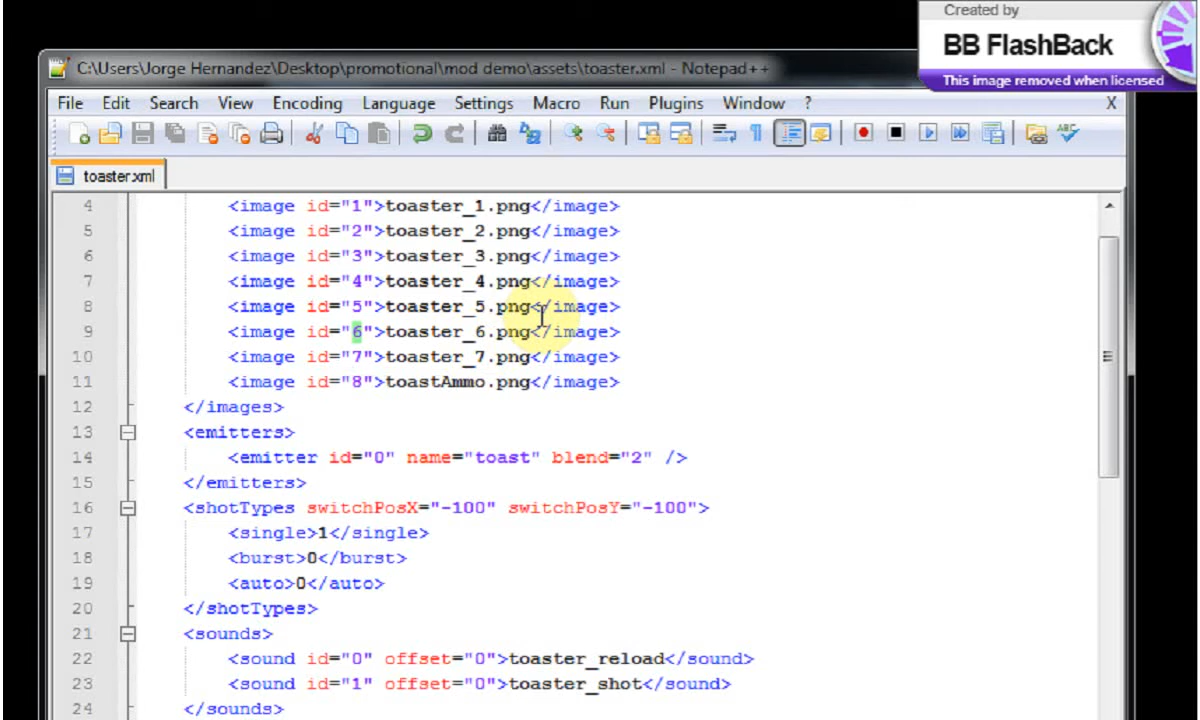 Created by
BB FlashBack
This image removed when licensed
C:\Users\Jorge Hernandez\Desktop\promotional\mod demo\assets\toaster.xml - Notepad++
File Edit Search View Encoding Language Settings Macro Run Plugins Window ? X
toaster.xml
4 <image id="1">toaster_1.png</image>
5 <image id="2">toaster_2.png</image>
6 <image id="3">toaster_3.png</image>
7 <image id="4">toaster_4.png</image>
8 <image id="5">toaster_5.png</image>
9 <image id="6">toaster_6.png</image>
10 <image id="7">toaster_7.png</image>
11 <image id="8">toastAmmo.png</image>
12 </images>
13 <emitters>
14 <emitter id="0" name="toast" blend="2" />
15 </emitters>
16 <shotTypes switchPosX="-100" switchPosY="-100">
17 <single>1</single>
18 <burst>0</burst>
19 <auto>0</auto>
20 </shotTypes>
21 <sounds>
22 <sound id="0" offset="0">toaster_reload</sound>
23 <sound id="1" offset="0">toaster_shot</sound>
24 </sounds>